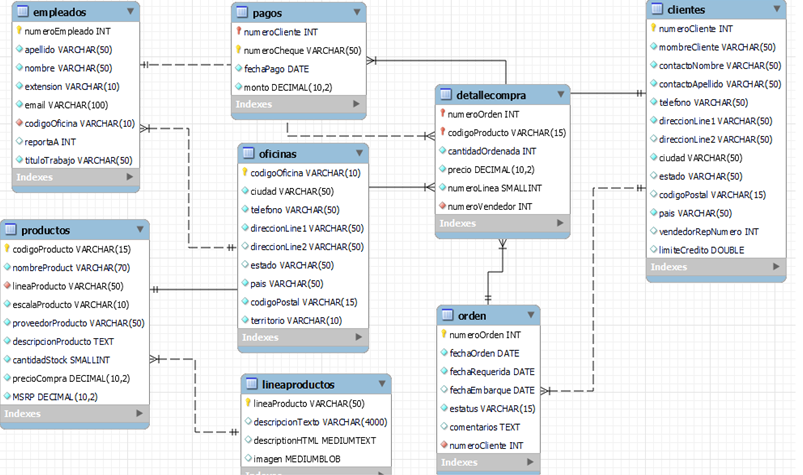 empleados
numeroEmpleado INT
apellido VARCHAR(50)
nombre VARCHAR(50)
extension VARCHAR(10)
email VARCHAR(100)
codigoOficina VARCHAR(10)
reportaA INT
tituloTrabajo VARCHAR(50)
Indexes
pagos
numeroCliente INT
numeroCheque VARCHAR(50)
fechaPago DATE
monto DECIMAL(10,2)
Indexes
clientes
numeroCliente INT
mombreCliente VARCHAR(50)
contactoNombre VARCHAR(50)
contactoApellido VARCHAR(50)
telefono VARCHAR(50)
direccionLine1 VARCHAR(50)
direccionLine2 VARCHAR(50)
ciudad VARCHAR(50)
estado VARCHAR(50)
codigoPostal VARCHAR(15)
pais VARCHAR(50)
vendedorRepNumero INT
limiteCredito DOUBLE
Indexes
detallecompra
numeroOrden INT
codigoProducto VARCHAR(15)
cantidadOrdenada INT
precio DECIMAL(10,2)
numeroLinea SMALLINT
numeroVendedor INT
Indexes
oficinas
codigoOficina VARCHAR(10)
ciudad VARCHAR(50)
telefono VARCHAR(50)
direccionLine1 VARCHAR(50)
direccionLine2 VARCHAR(50)
estado VARCHAR(50)
pais VARCHAR(50)
codigoPostal VARCHAR(15)
territorio VARCHAR(10)
Indexes
productos
codigoProducto VARCHAR(15)
nombreProduct VARCHAR(70)
lineaProducto VARCHAR(50)
escalaProducto VARCHAR(10)
proveedorProducto VARCHAR(50)
descripcionProducto TEXT
cantidadStock SMALLINT
precioCompra DECIMAL(10,2)
MSRP DECIMAL(10,2)
Indexes
orden
numeroOrden INT
fechaOrden DATE
fechaRequerida DATE
fechaEmbarque DATE
estatus VARCHAR(15)
comentarios TEXT
numeroCliente INT
Indexes
lineaproductos
lineaProducto VARCHAR(50)
descripcionTexto VARCHAR(4000)
descriptionHTML MEDIUMTEXT
imagen MEDIUMBLOB